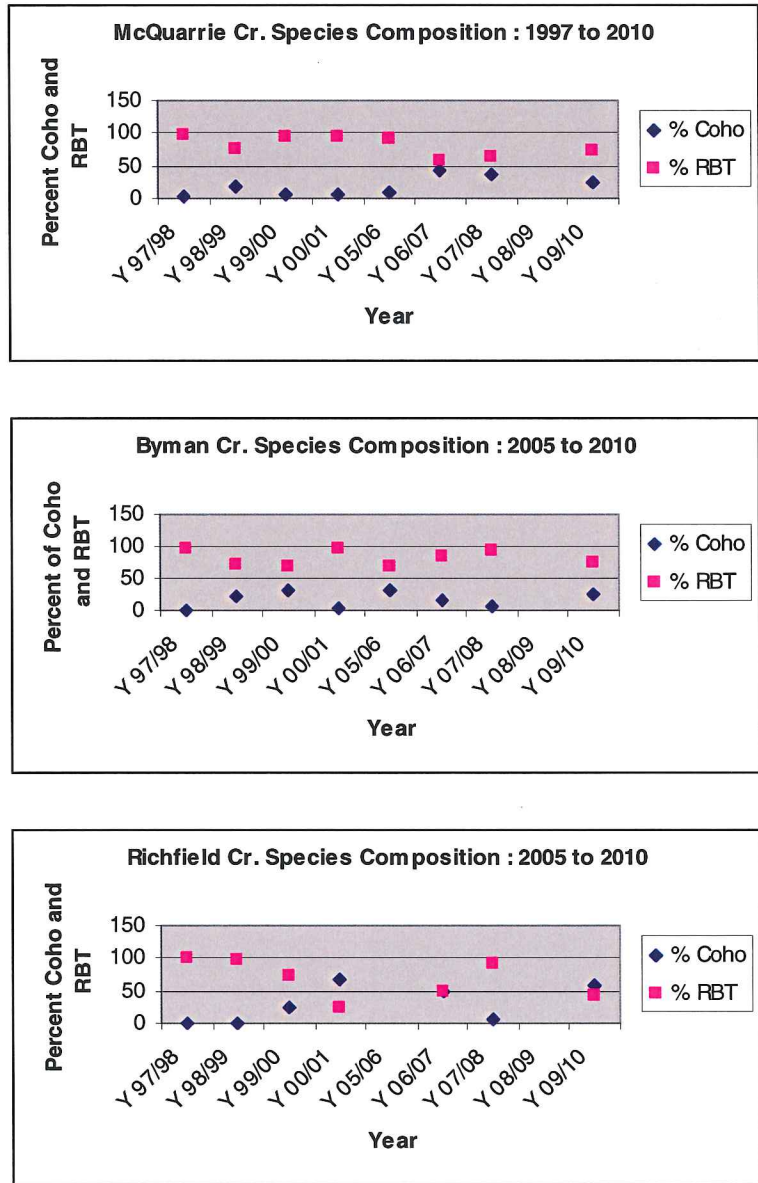 McQuarrie Cr. Species Composition : 1997 to 2010
Percent Coho and
RBT
150
100
50
0
Y 97/98
Y 98/99
Y 99/00
Y 00/01
Y 05/06
Y 06/07
Y 07/08
Y 08/09
Y 09/10
Year
% Coho
% RBT
Byman Cr. Species Composition : 2005 to 2010
Percent of Coho
and RBT
150
100
50
0
Y 97/98
Y 98/99
Y 99/00
Y 00/01
Y 05/06
Y 06/07
Y 07/08
Y 08/09
Y 09/10
Year
% Coho
% RBT
Richfield Cr. Species Composition : 2005 to 2010
Percent Coho and
RBT
150
100
50
0
Y 97/98
Y 98/99
Y 99/00
Y 00/01
Y 05/06
Y 06/07
Y 07/08
Y 08/09
Y 09/10
Year
% Coho
% RBT